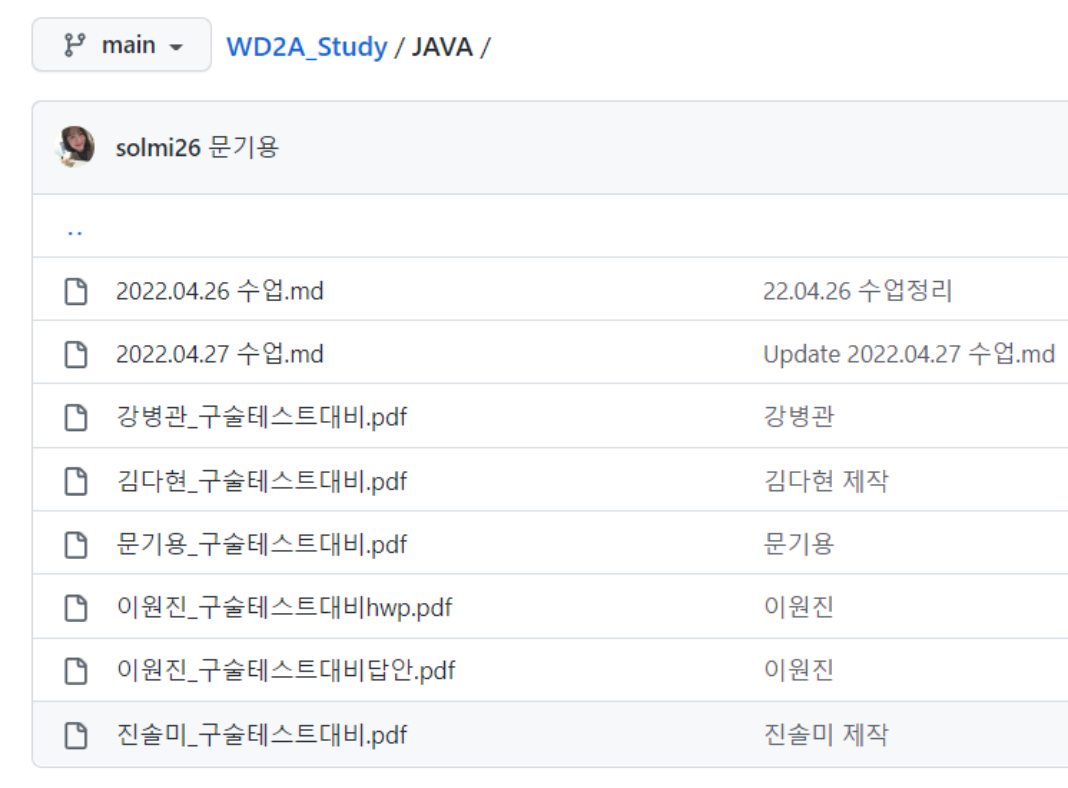 main
WD2A_Study / JAVA /
solmi26 문기용
..
2022.04.26 수업.md 22.04.26 수업정리
2022.04.27 수업.md Update 2022.04.27 수업.md
강병관_구술테스트대비.pdf 강병관
김다현_구술테스트대비.pdf 김다현 제작
문기용_구술테스트대비.pdf 문기용
이원진_구술테스트대비hwp.pdf 이원진
이원진_구술테스트대비답안.pdf 이원진
진솔미_구술테스트대비.pdf 진솔미 제작